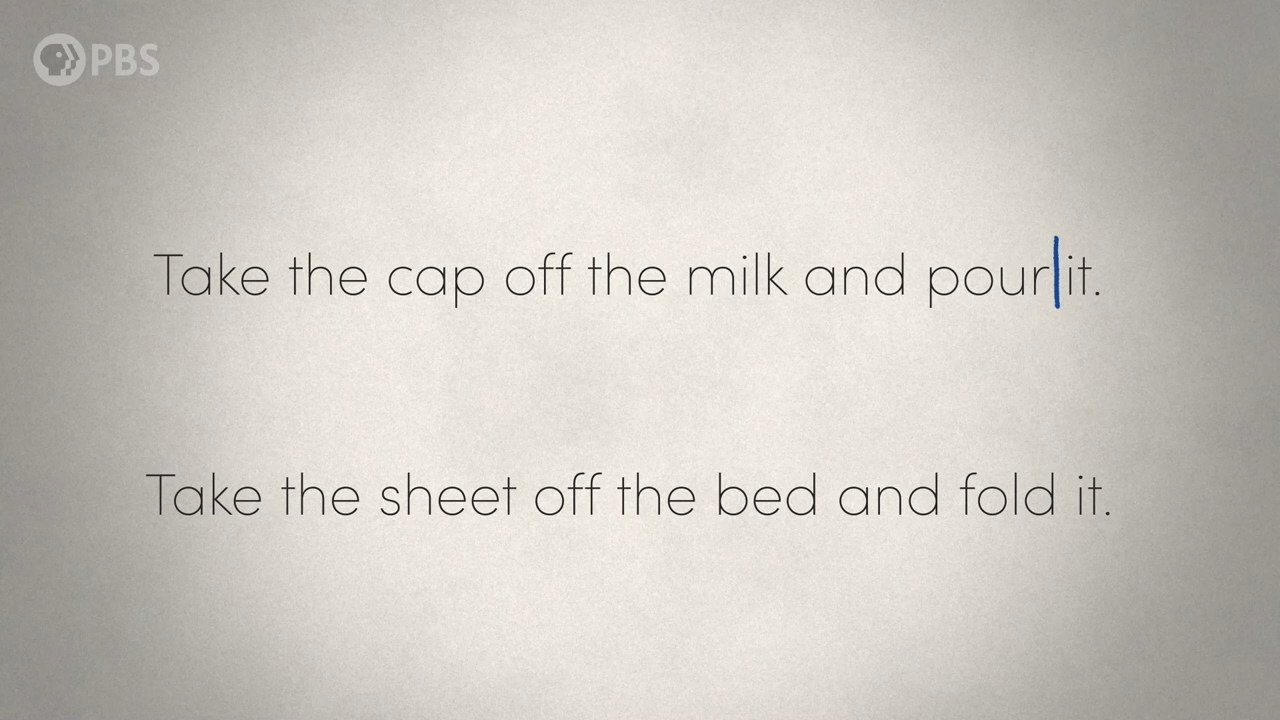 PBS
Take the cap off the milk and pour it.
Take the sheet off the bed and fold it.